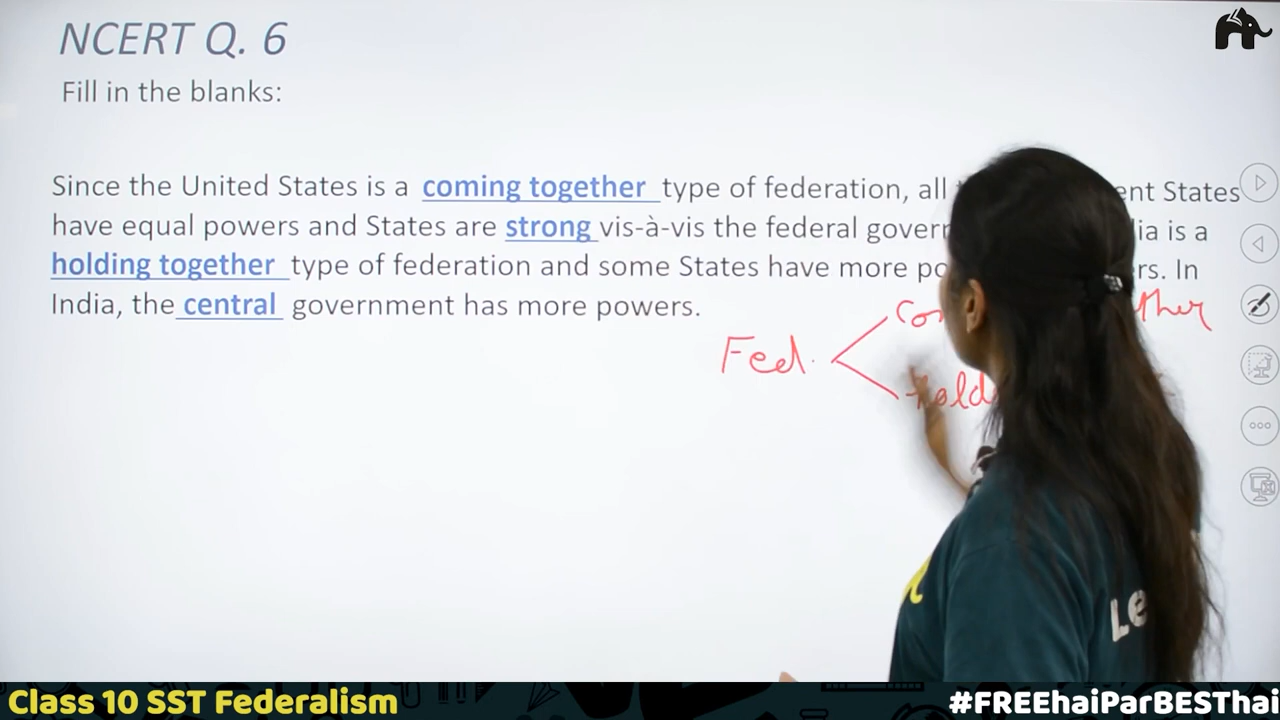 NCERT Q. 6
Fill in the blanks:
Since the United States is a coming together type of federation, all ent States
have equal powers and States are strong vis-à-vis the federal gover ia is a
holding together type of federation and some States have more po rs. In
India, the central government has more powers.
Fed.
Class 10 SST Federalism
#FREEhaiParBESThai